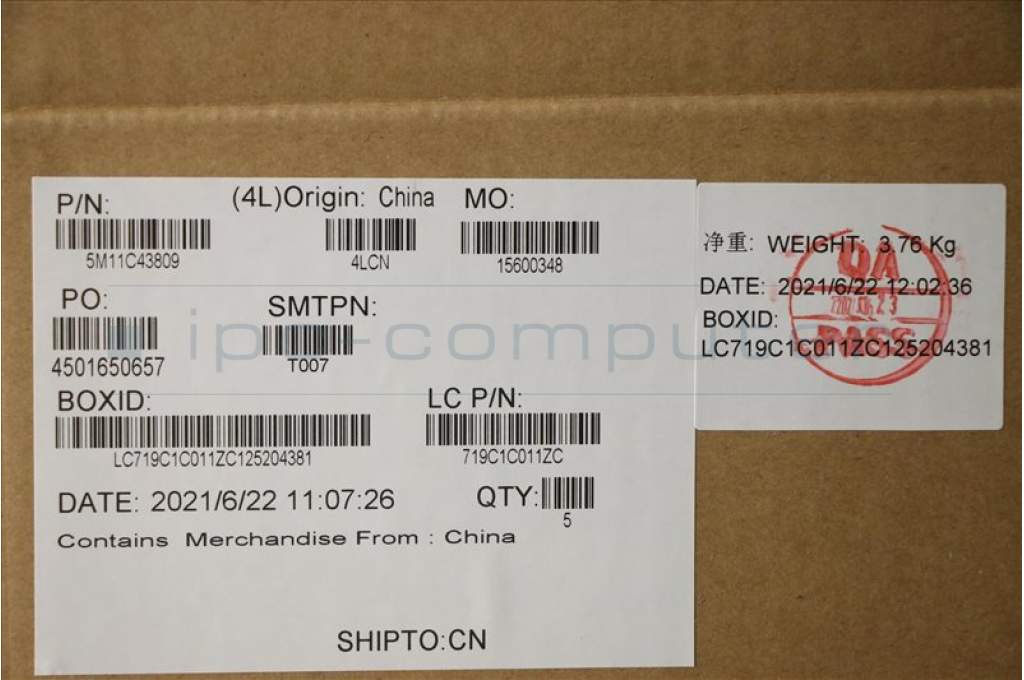 P/N:
5M11C43809
(4L)Origin: China
4LCN
MO:
15600348
PO:
4501650657
SMTPN:
T007
BOXID:
LC719C1C011ZC125204381
LC P/N:
719C1C011ZC
DATE: 2021/6/22 11:07:26
QTY:
5
Contains Merchandise From : China
SHIPTO:CN
净重: WEIGHT: 3.76 Kg
DATE: 2021/6/22 12:02:36
BOXID:
LC719C1C011ZC125204381
QA
PASS
ipc-compu